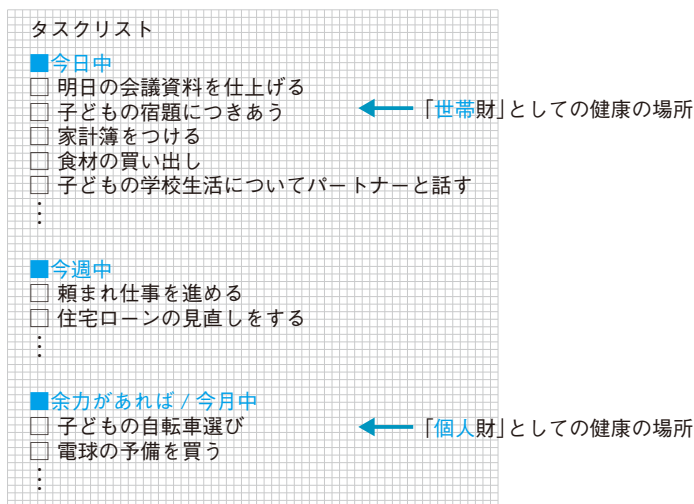 タスクリスト
■今日中
□ 明日の会議資料を仕上げる
□ 子どもの宿題につきあう
「世帯財」としての健康の場所
□ 家計簿をつける
□ 食材の買い出し
□ 子どもの学校生活についてパートナーと話す
⋮
■今週中
□ 頼まれ仕事を進める
□ 住宅ローンの見直しをする
⋮
■余力があれば / 今月中
□ 子どもの自転車選び
「個人財」としての健康の場所
□ 電球の予備を買う
⋮